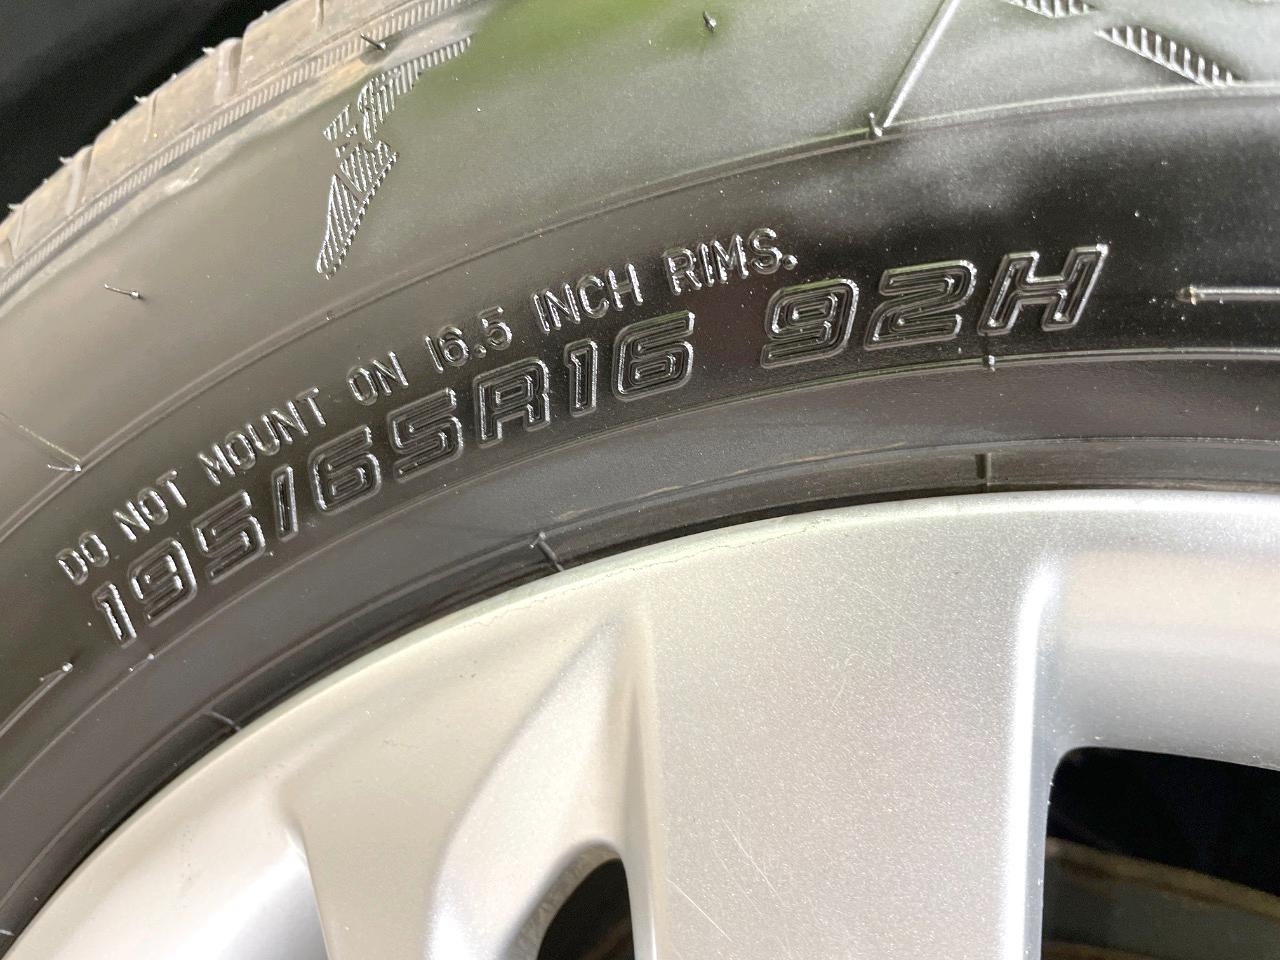 DO NOT MOUNT ON 16.5 INCH RIMS.
195/65R16 92H